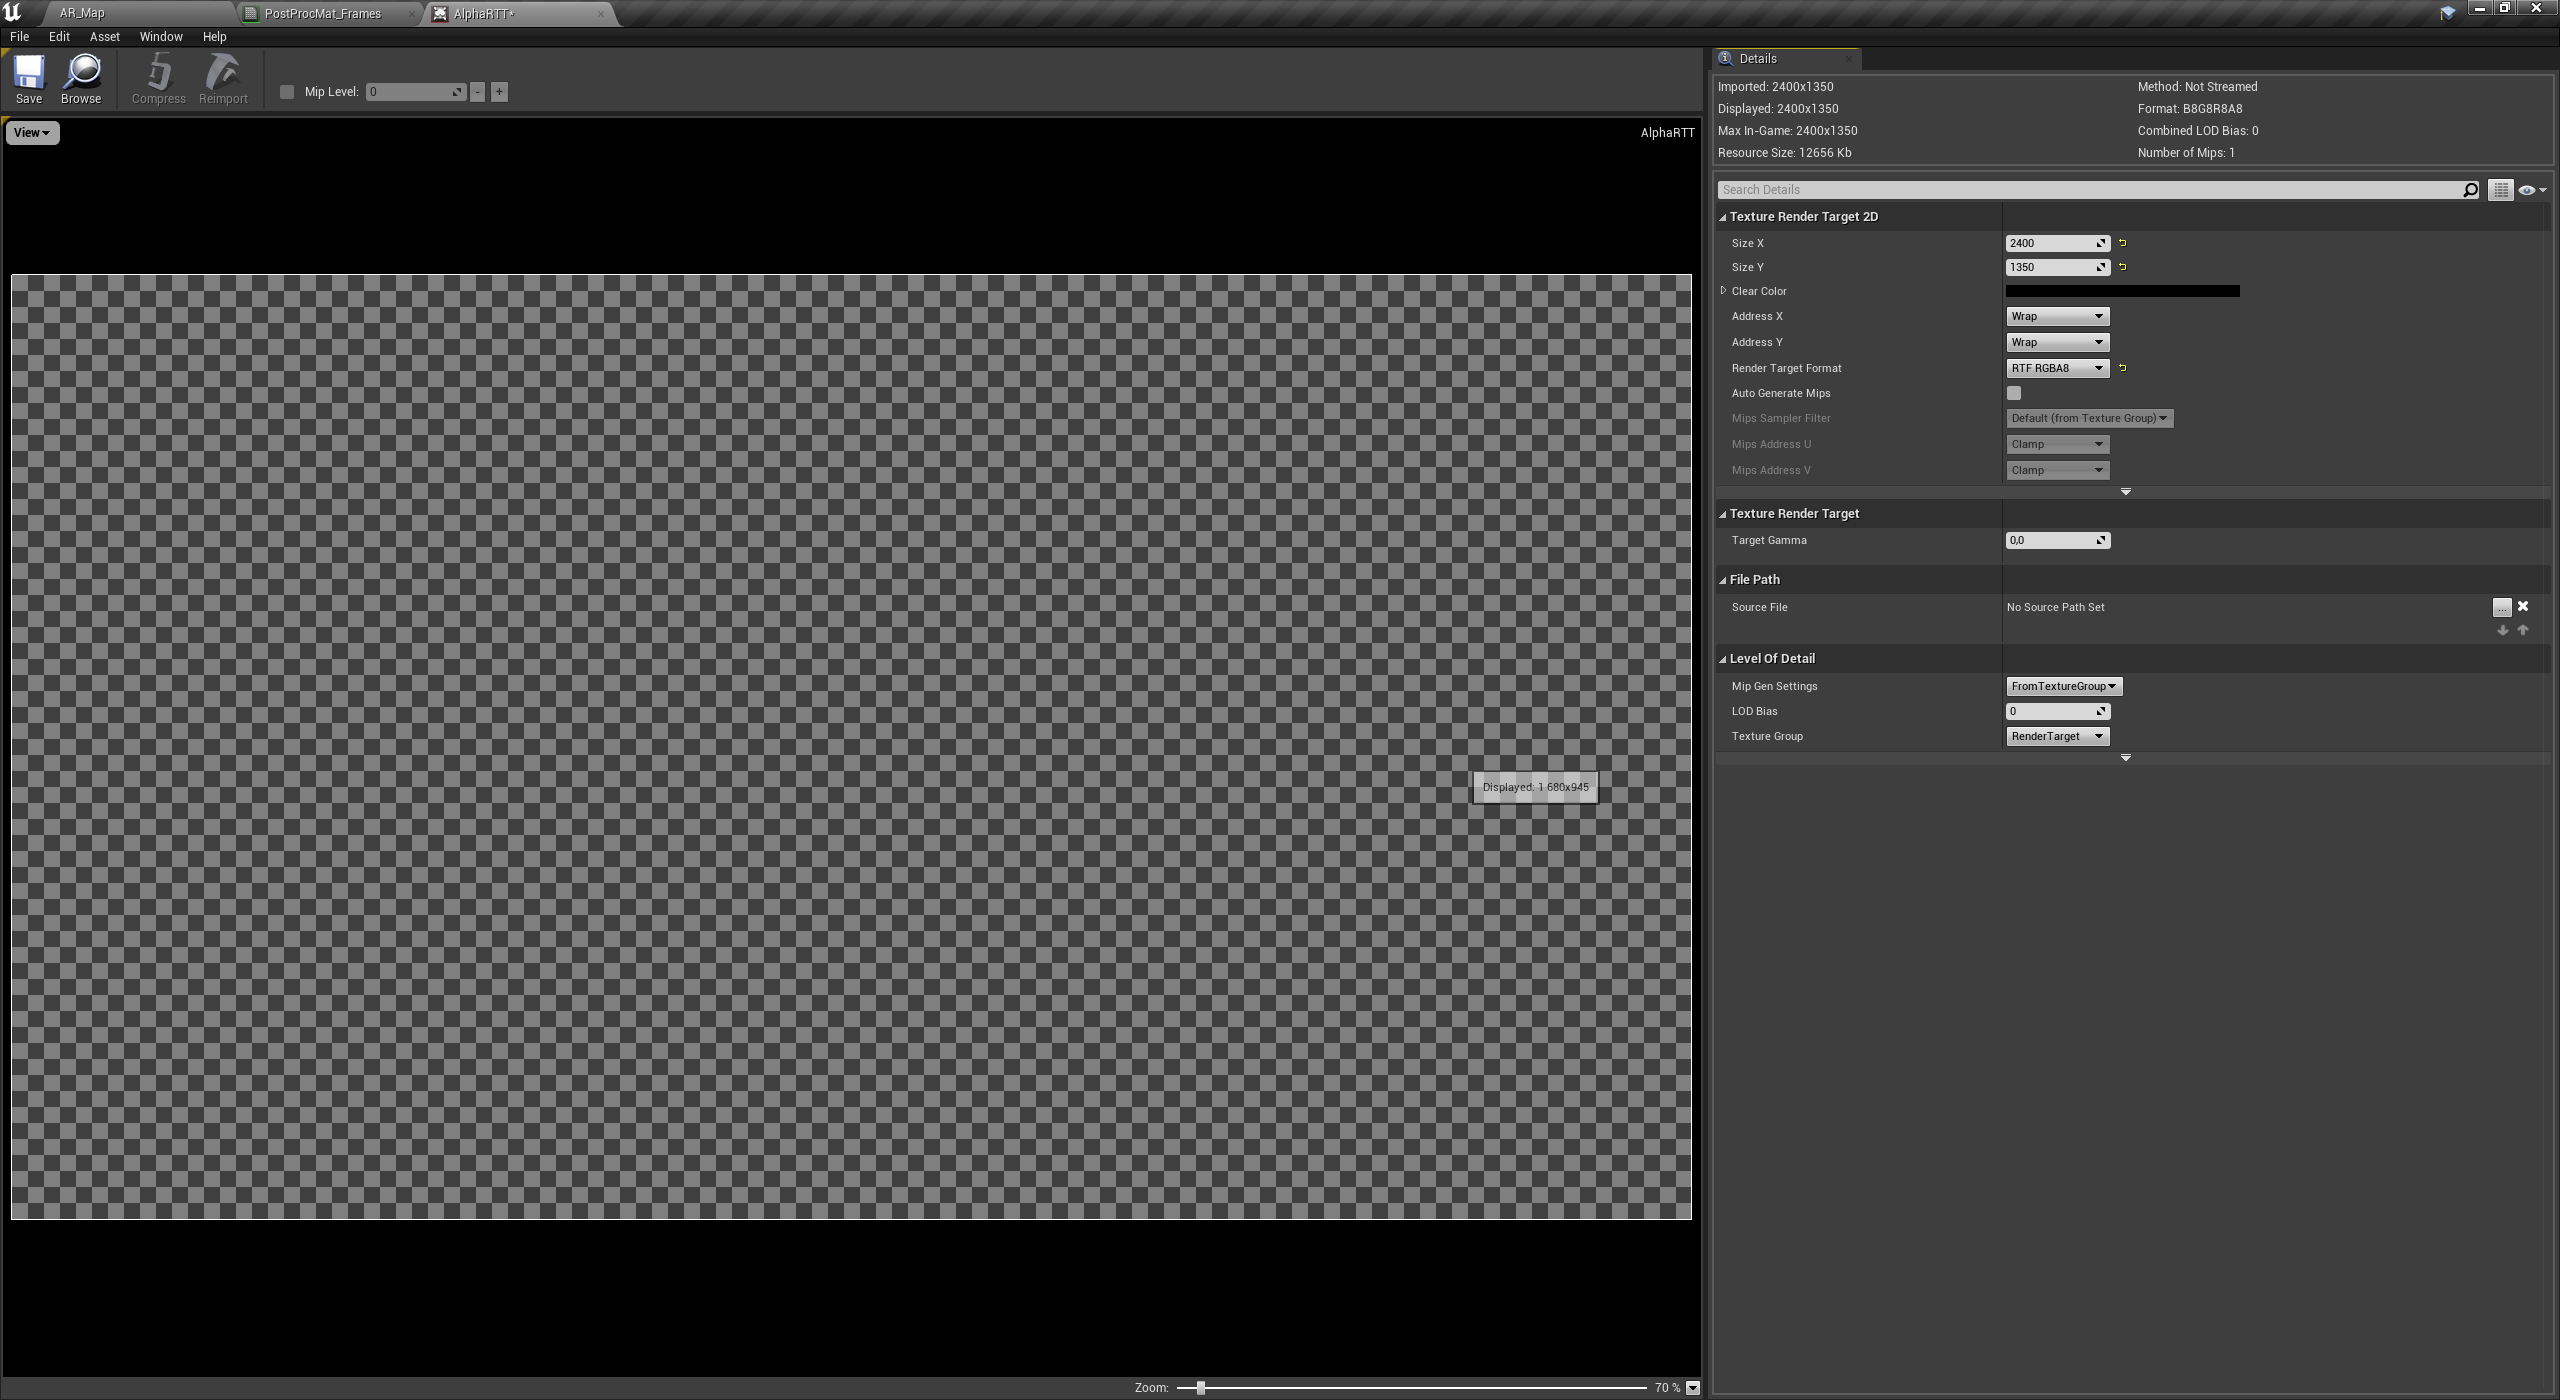 AR_Map
PostProcMat_Frames
AlphaRTT*
File Edit Asset Window Help
Save
Browse
Compress
Reimport
Mip Level: 0 - +
View
AlphaRTT
Displayed: 1 680x945
Zoom: 70 %
Details
Imported: 2400x1350
Method: Not Streamed
Displayed: 2400x1350
Format: B8G8R8A8
Max In-Game: 2400x1350
Combined LOD Bias: 0
Resource Size: 12656 Kb
Number of Mips: 1
Search Details
Texture Render Target 2D
Size X 2400
Size Y 1350
Clear Color
Address X Wrap
Address Y Wrap
Render Target Format RTF RGBA8
Auto Generate Mips
Mips Sampler Filter Default (from Texture Group)
Mips Address U Clamp
Mips Address V Clamp
Texture Render Target
Target Gamma 0,0
File Path
Source File No Source Path Set ...
Level Of Detail
Mip Gen Settings FromTextureGroup
LOD Bias 0
Texture Group RenderTarget